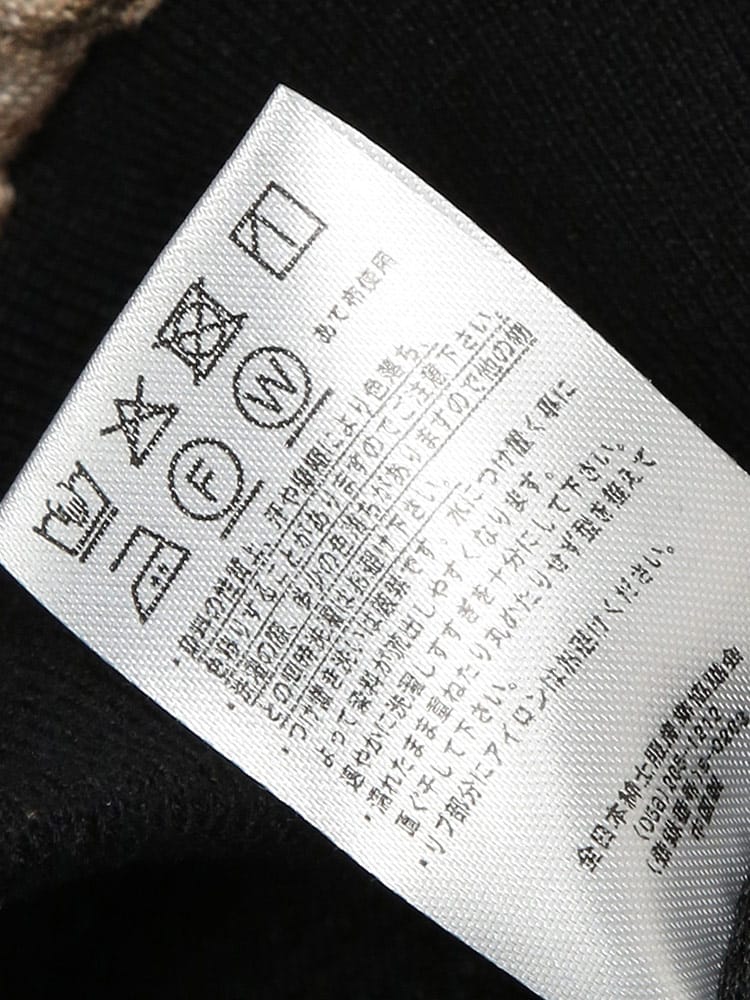 F
W
あて布使用
汗や摩擦により色落ち、
色移りすることがありますのでご注意下さい。
・洗濯の際、多少の色落ちがありますので他の物
との同時洗濯はお避け下さい。
・つけ置き洗いは厳禁です。水につけ置く事に
よって染料が流出しやすくなります。
速やかに洗濯しすすぎを十分にして下さい。
・濡れたまま重ねたり丸めたりせず形を整えて
直ぐ干して下さい。
・リブ部分にアイロンはお避けください。
全日本紳士服
(058)205-1212
中国製